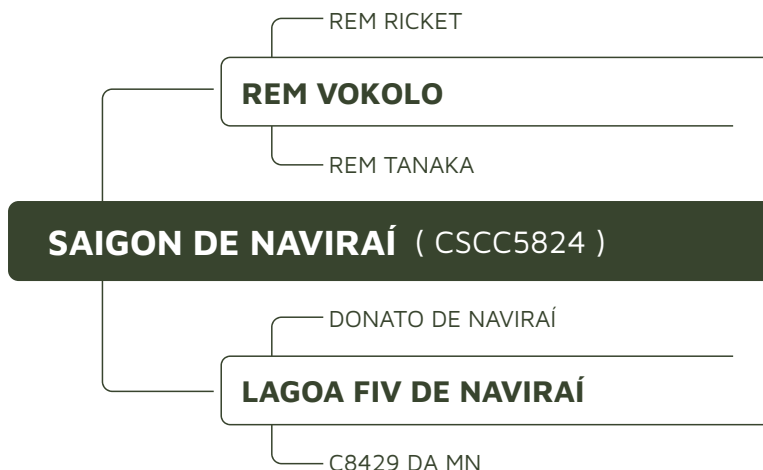 REM RICKET
REM VOKOLO
REM TANAKA
SAIGON DE NAVIRAÍ ( CSCC5824 )
DONATO DE NAVIRAÍ
LAGOA FIV DE NAVIRAÍ
C8429 DA MN